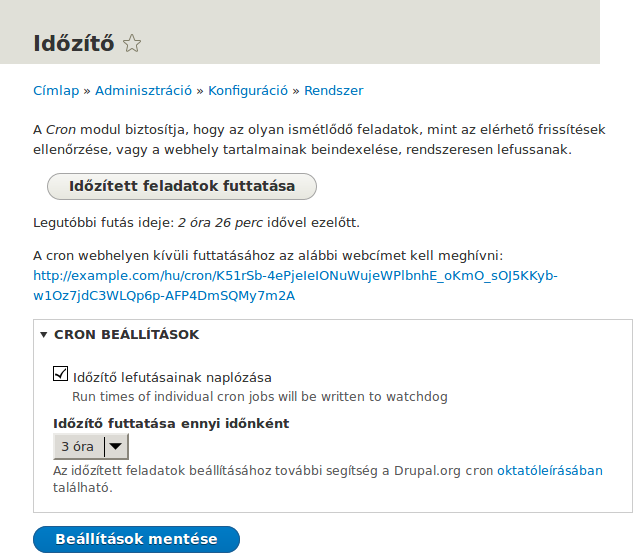 Időzítő
Címlap » Adminisztráció » Konfiguráció » Rendszer
A Cron modul biztosítja, hogy az olyan ismétlődő feladatok, mint az elérhető frissítések
ellenőrzése, vagy a webhely tartalmainak beindexelése, rendszeresen lefussanak.
Időzített feladatok futtatása
Legutóbbi futás ideje: 2 óra 26 perc idővel ezelőtt.
A cron webhelyen kívüli futtatásához az alábbi webcímet kell meghívni:
http://example.com/hu/cron/K51rSb-4ePjeIeIONuWujeWPlbnhE_oKmO_sOJ5KKyb-
w1Oz7jdC3WLQp6p-AFP4DmSQMy7m2A
CRON BEÁLLÍTÁSOK
Időzítő lefutásainak naplózása
Run times of individual cron jobs will be written to watchdog
Időzítő futtatása ennyi időnként
3 óra
Az időzített feladatok beállításához további segítség a Drupal.org cron oktatóleírásában
található.
Beállítások mentése